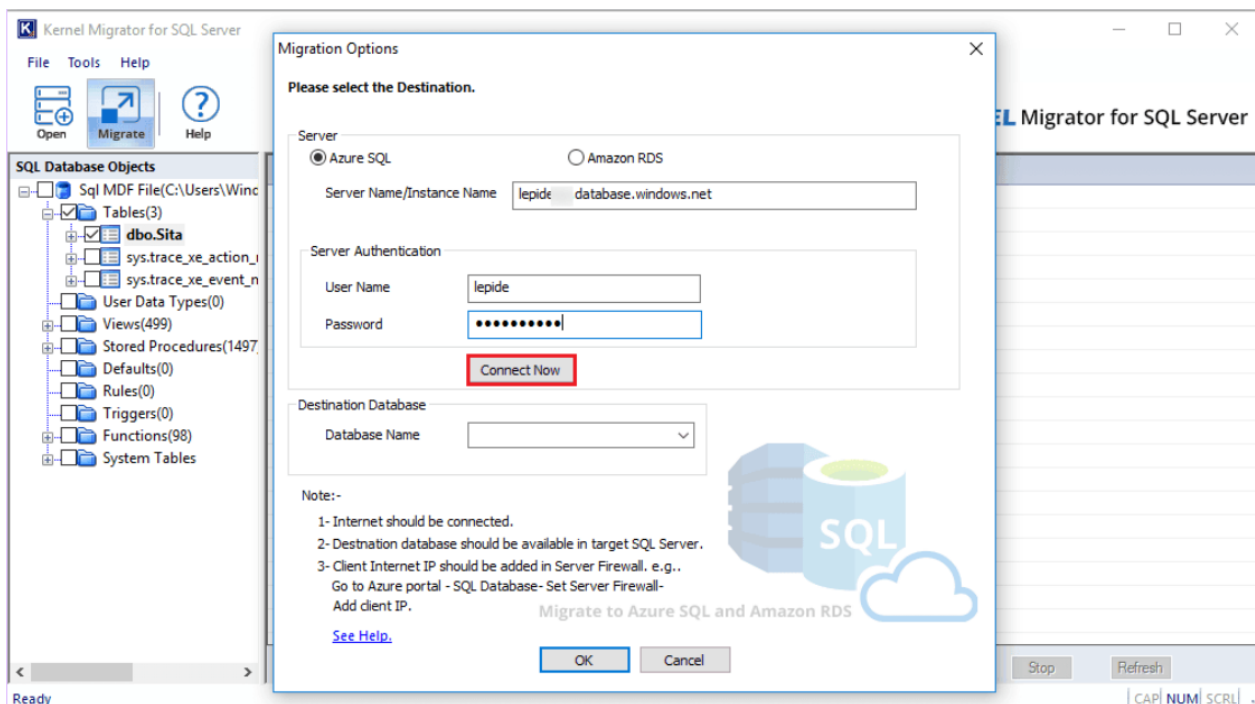 Kernel Migrator for SQL Server
File Tools Help
Open Migrate Help
EL Migrator for SQL Server
SQL Database Objects
Sql MDF File(C:\Users\Wind
Tables(3)
dbo.Sita
sys.trace_xe_action_
sys.trace_xe_event_m
User Data Types(0)
Views(499)
Stored Procedures(1497
Defaults(0)
Rules(0)
Triggers(0)
Functions(98)
System Tables
Migration Options
Please select the Destination.
Server
Azure SQL Amazon RDS
Server Name/Instance Name lepide database.windows.net
Server Authentication
User Name lepide
Password ••••••••••
Connect Now
Destination Database
Database Name
Note:-
1- Internet should be connected.
2- Destnation database should be available in target SQL Server.
3- Client Internet IP should be added in Server Firewall. e.g..
Go to Azure portal - SQL Database- Set Server Firewall-
Add client IP.
See Help.
SQL
Migrate to Azure SQL and Amazon RDS
OK Cancel
Stop Refresh
Ready
CAP NUM SCRL